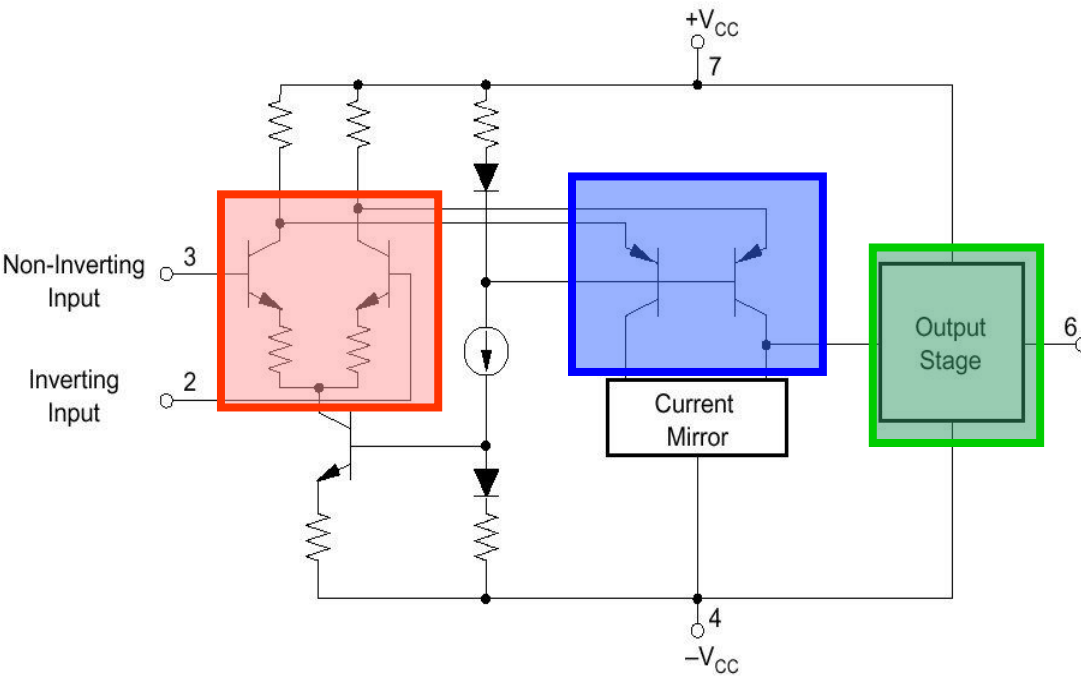 +VCC
7
3
Non-Inverting
Input
2
Inverting
Input
Output
Stage
6
Current
Mirror
4
–VCC